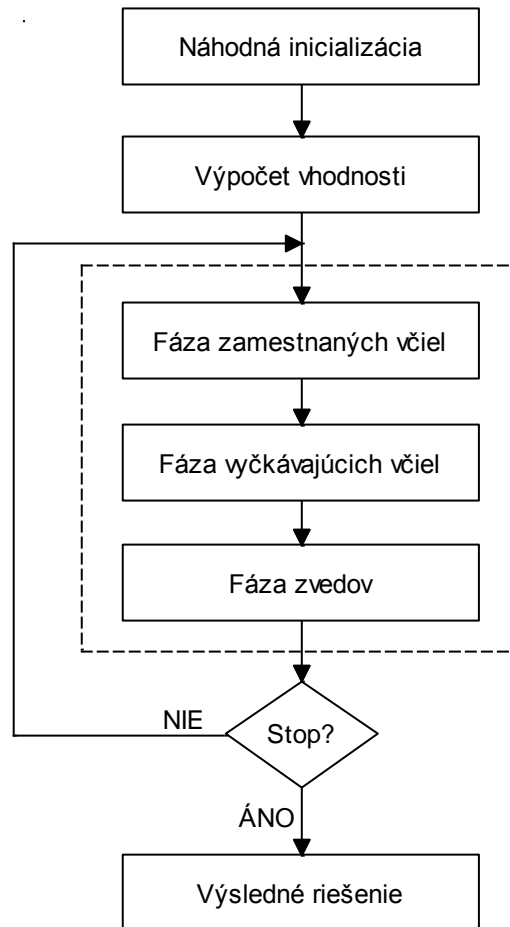 Náhodná inicializácia
Výpočet vhodnosti
Fáza zamestnaných včiel
Fáza vyčkávajúcich včiel
Fáza zvedov
NIE
Stop?
ÁNO
Výsledné riešenie